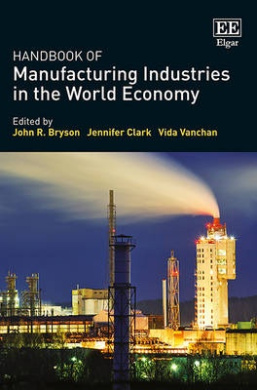 EE
Elgar
HANDBOOK OF
Manufacturing Industries
in the World Economy
Edited by
John R. Bryson   Jennifer Clark   Vida Vanchan